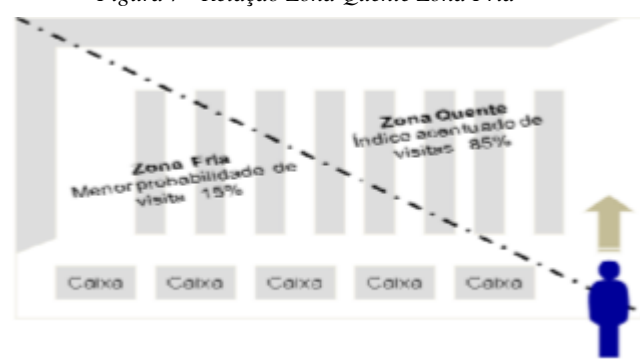 Figura 7 - Relação Zona Quente Zona Fria
Zona Quente
Índice acentuado de
visitas 85%
Zona Fria
Menor probabilidade de
visita 15%
Caixa Caixa Caixa Caixa Caixa